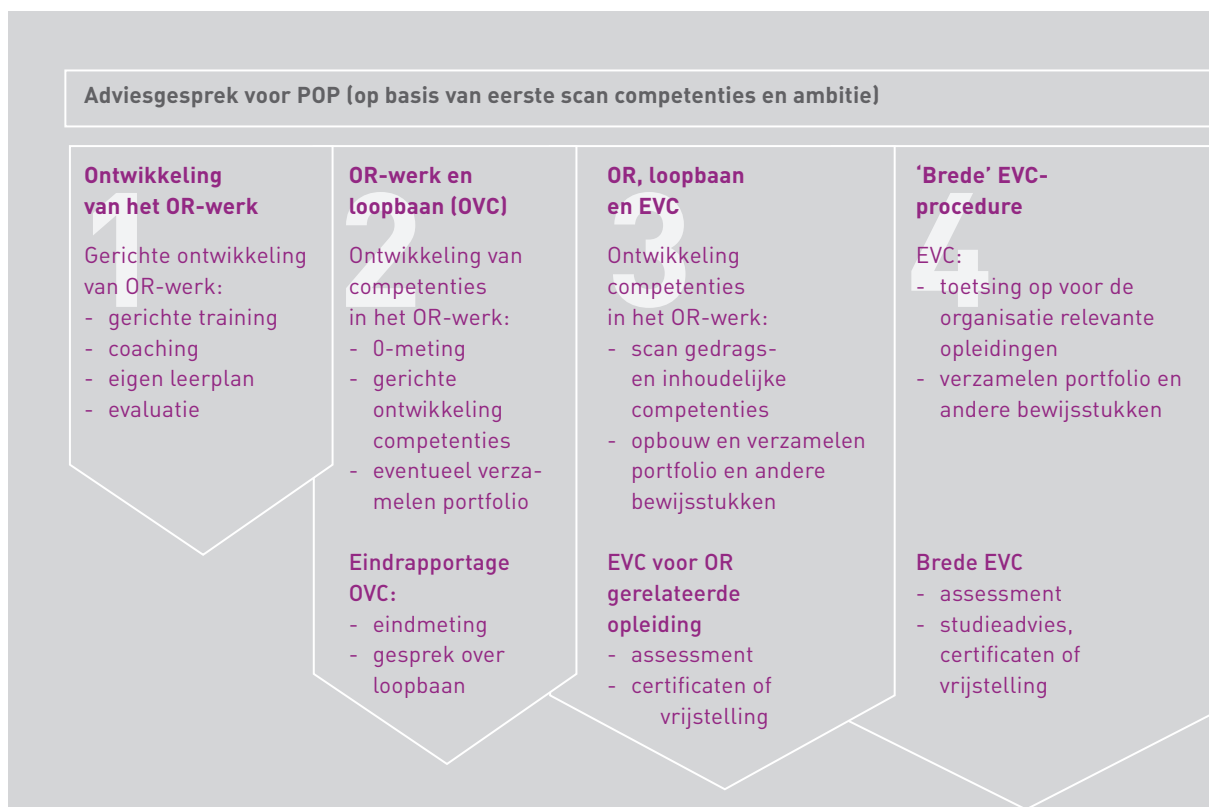 Adviesgesprek voor POP (op basis van eerste scan competenties en ambitie)
1
Ontwikkeling
van het OR-werk
Gerichte ontwikkeling
van OR-werk:
- gerichte training
- coaching
- eigen leerplan
- evaluatie
2
OR-werk en
loopbaan (OVC)
Ontwikkeling van
competenties
in het OR-werk:
- 0-meting
- gerichte
ontwikkeling
competenties
- eventueel verza-
melen portfolio
Eindrapportage
OVC:
- eindmeting
- gesprek over
loopbaan
3
OR, loopbaan
en EVC
Ontwikkeling
competenties
in het OR-werk:
- scan gedrags-
en inhoudelijke
competenties
- opbouw en verzamelen
portfolio en andere
bewijsstukken
EVC voor OR
gerelateerde
opleiding
- assessment
- certificaten of
vrijstelling
4
‘Brede’ EVC-
procedure
EVC:
- toetsing op voor de
organisatie relevante
opleidingen
- verzamelen portfolio en
andere bewijsstukken
Brede EVC
- assessment
- studieadvies,
certificaten of
vrijstelling